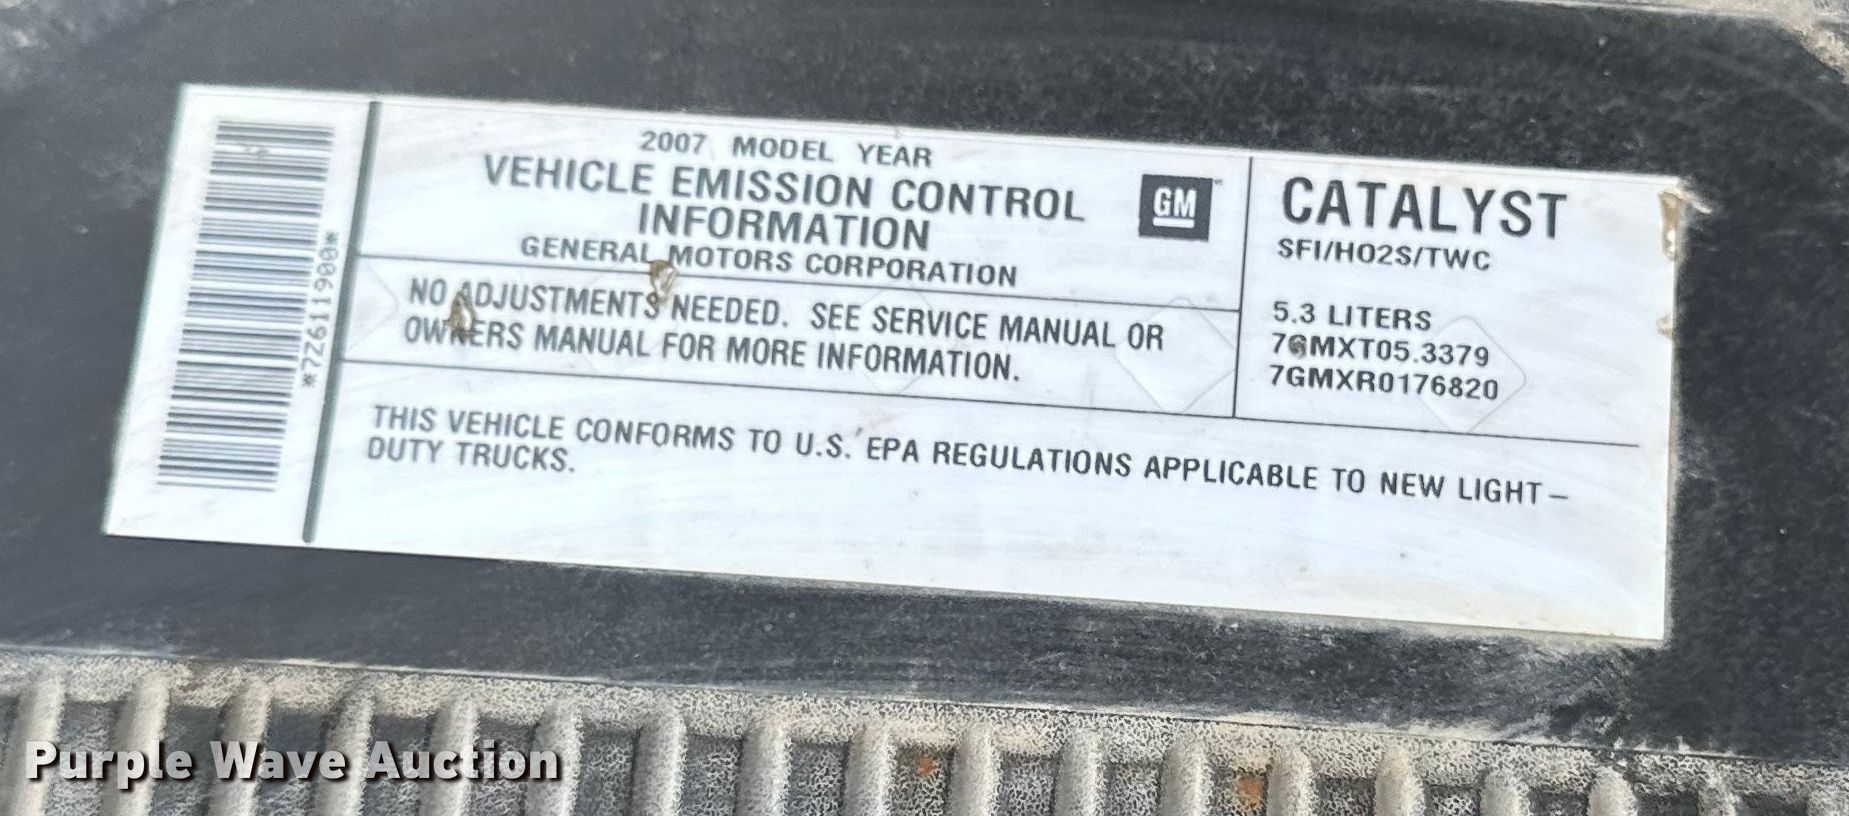 *7Z6119900*
2007 MODEL YEAR
VEHICLE EMISSION CONTROL
INFORMATION
GENERAL MOTORS CORPORATION
GM
NO ADJUSTMENTS NEEDED. SEE SERVICE MANUAL OR
OWNERS MANUAL FOR MORE INFORMATION.
CATALYST
SFI/HO2S/TWC
5.3 LITERS
7GMXT05.3379
7GMXR0176820
THIS VEHICLE CONFORMS TO U.S. EPA REGULATIONS APPLICABLE TO NEW LIGHT–
DUTY TRUCKS.
Purple Wave Auction